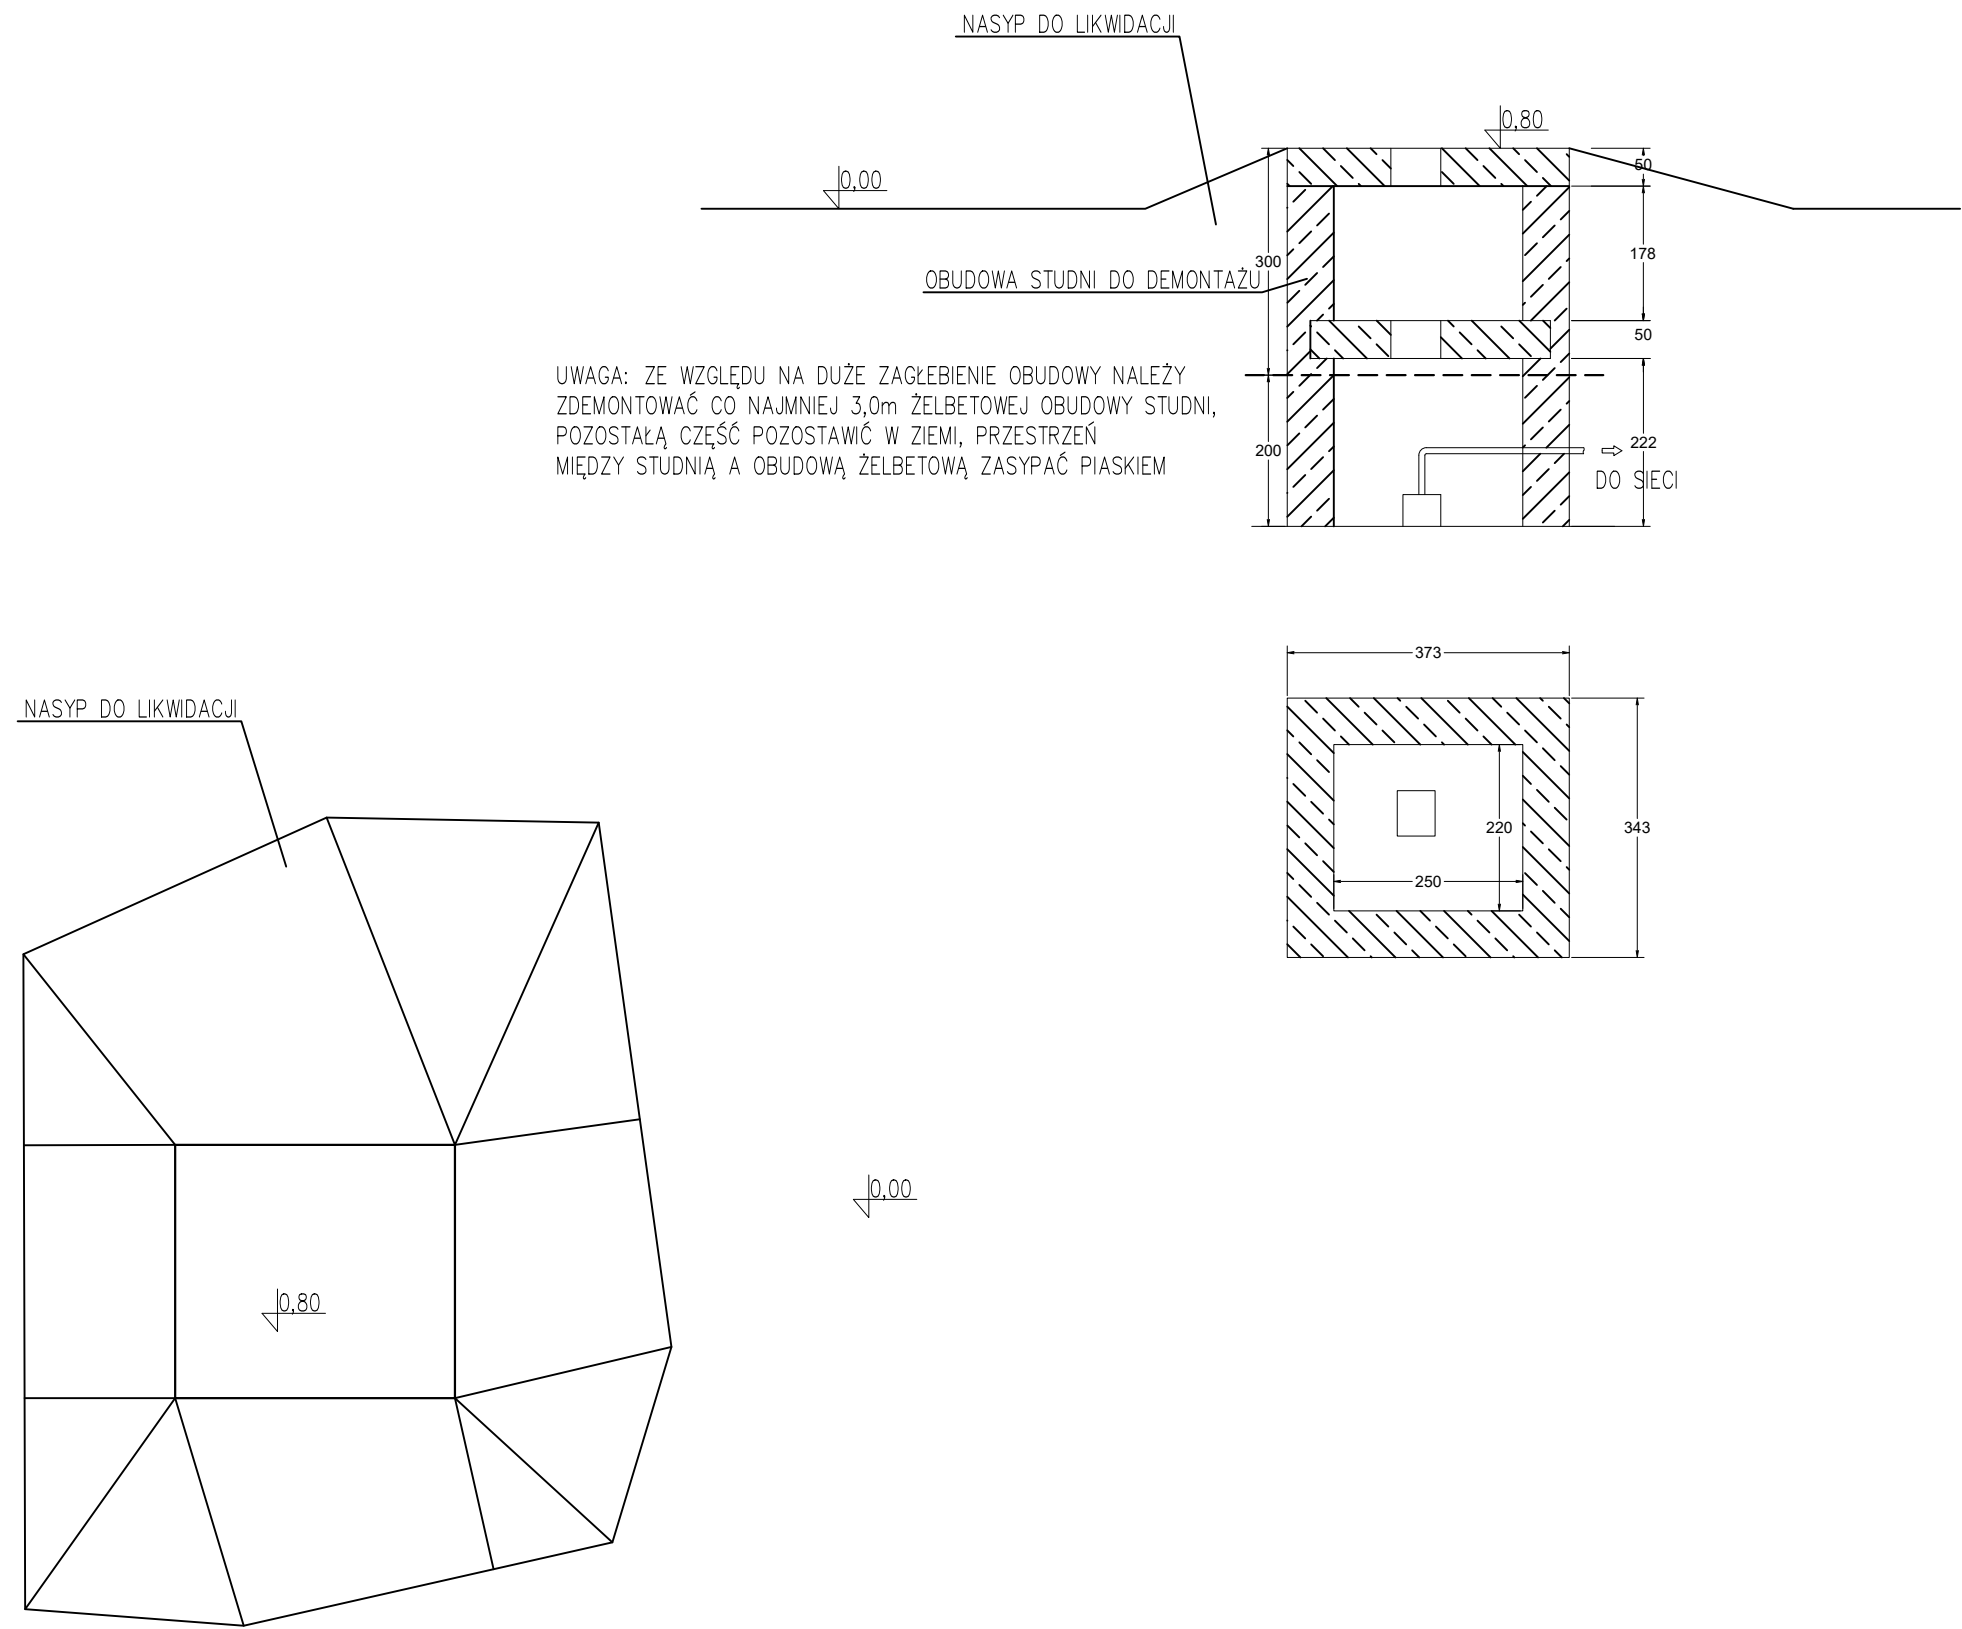 NASYP DO LIKWIDACJI
0,80
0,00
50
178
300
OBUDOWA STUDNI DO DEMONTAŻU
50
UWAGA: ZE WZGLĘDU NA DUŻE ZAGŁEBIENIE OBUDOWY NALEŻY
ZDEMONTOWAĆ CO NAJMNIEJ 3,0m ŻELBETOWEJ OBUDOWY STUDNI,
POZOSTAŁĄ CZĘŚĆ POZOSTAWIĆ W ZIEMI, PRZESTRZEŃ
MIĘDZY STUDNIĄ A OBUDOWĄ ŻELBETOWĄ ZASYPAĆ PIASKIEM
200
222
DO SIECI
373
NASYP DO LIKWIDACJI
220
343
250
0,00
0,80